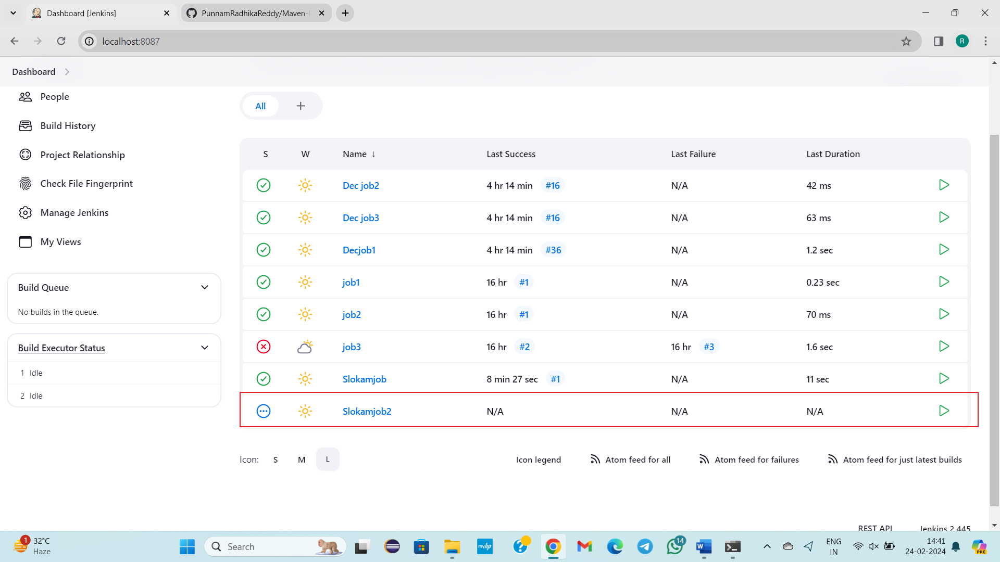 Dashboard [Jenkins]
PunnamRadhikaReddy/Maven-
localhost:8087
R
Dashboard
People
Build History
Project Relationship
Check File Fingerprint
Manage Jenkins
My Views
Build Queue
No builds in the queue.
Build Executor Status
1 Idle
2 Idle
All +
S W Name ↓ Last Success Last Failure Last Duration
Dec job2 4 hr 14 min #16 N/A 42 ms
Dec job3 4 hr 14 min #16 N/A 63 ms
Decjob1 4 hr 14 min #36 N/A 1.2 sec
job1 16 hr #1 N/A 0.23 sec
job2 16 hr #1 N/A 70 ms
job3 16 hr #2 16 hr #3 1.6 sec
Slokamjob 8 min 27 sec #1 N/A 11 sec
Slokamjob2 N/A N/A N/A
Icon: S M L
Icon legend Atom feed for all Atom feed for failures Atom feed for just latest builds
REST API Jenkins 2.445
1
32°C
Haze
Search
myhp
14
ENG
IN
14:41
24-02-2024
PRE